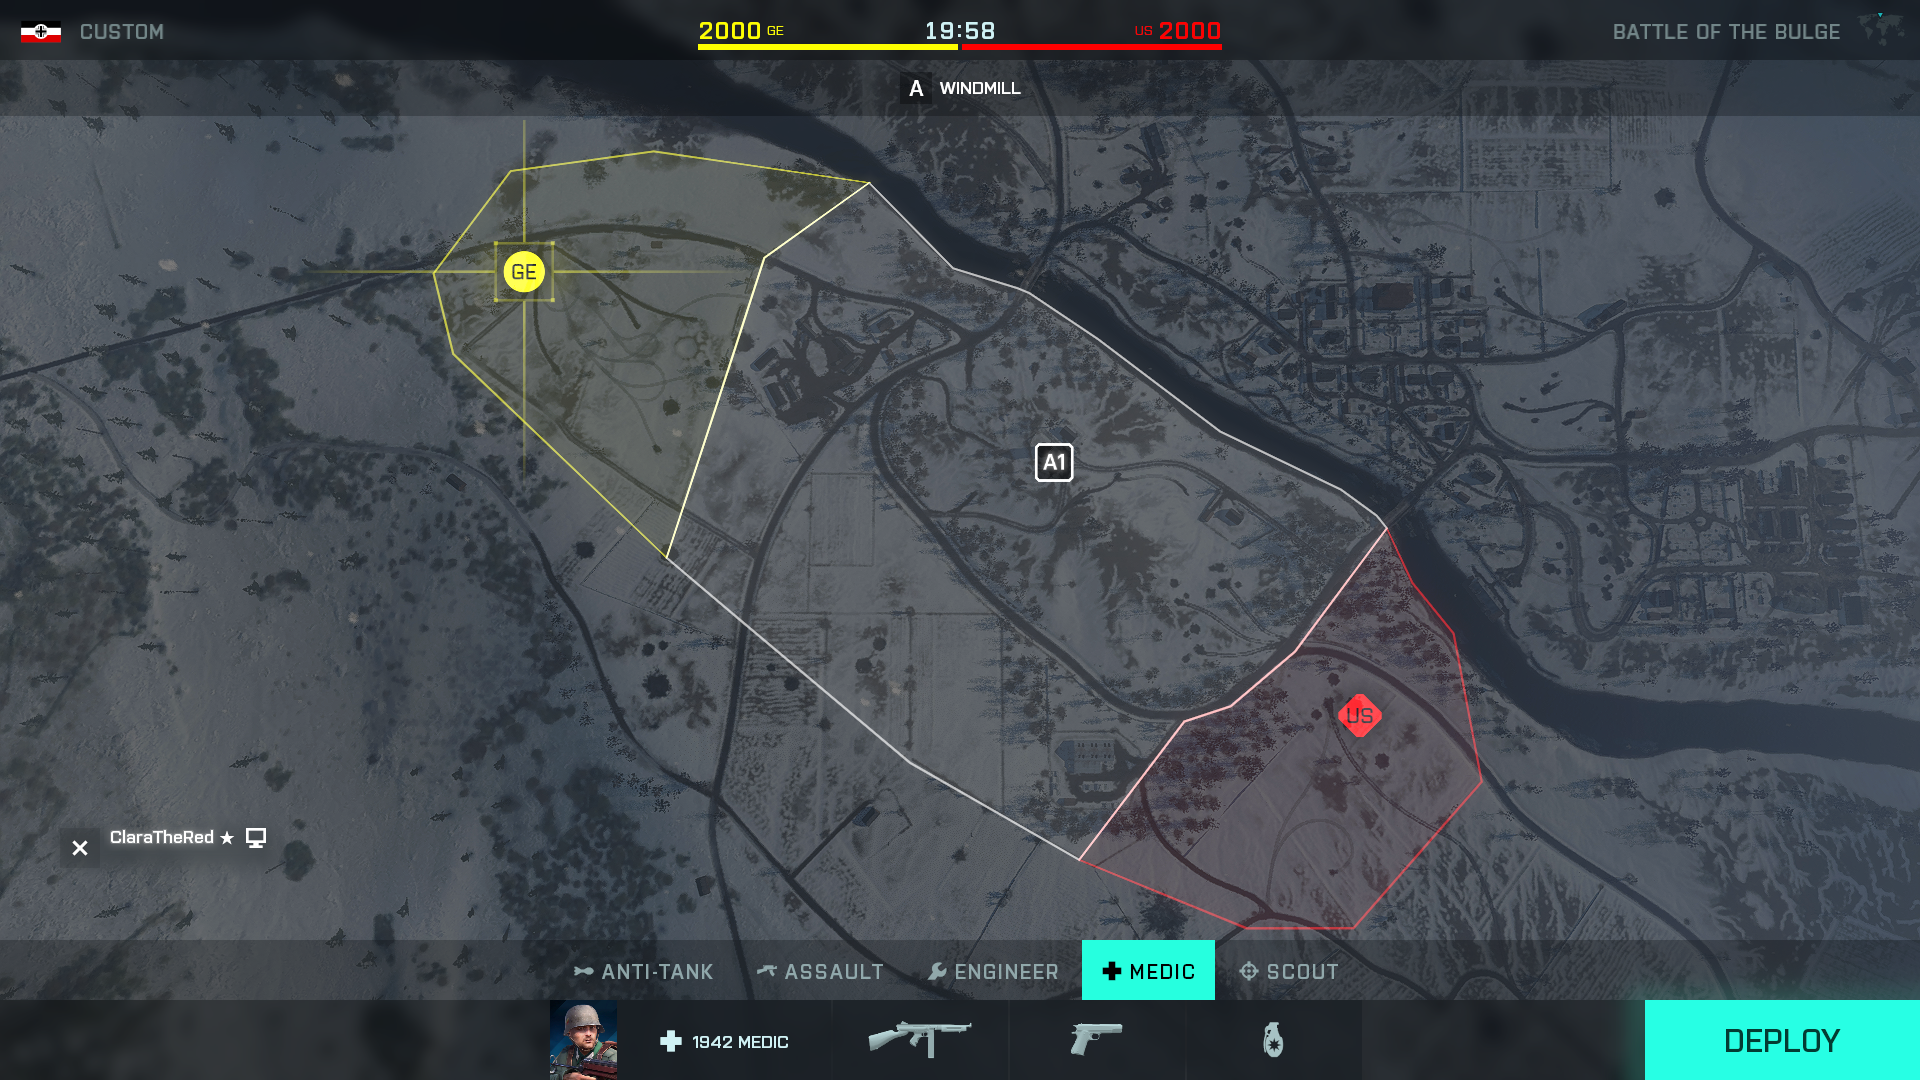 CUSTOM
2000 GE 19:58 US 2000
BATTLE OF THE BULGE
A WINDMILL
GE
A1
US
ClaraTheRed
ANTI-TANK ASSAULT ENGINEER MEDIC SCOUT
1942 MEDIC
DEPLOY